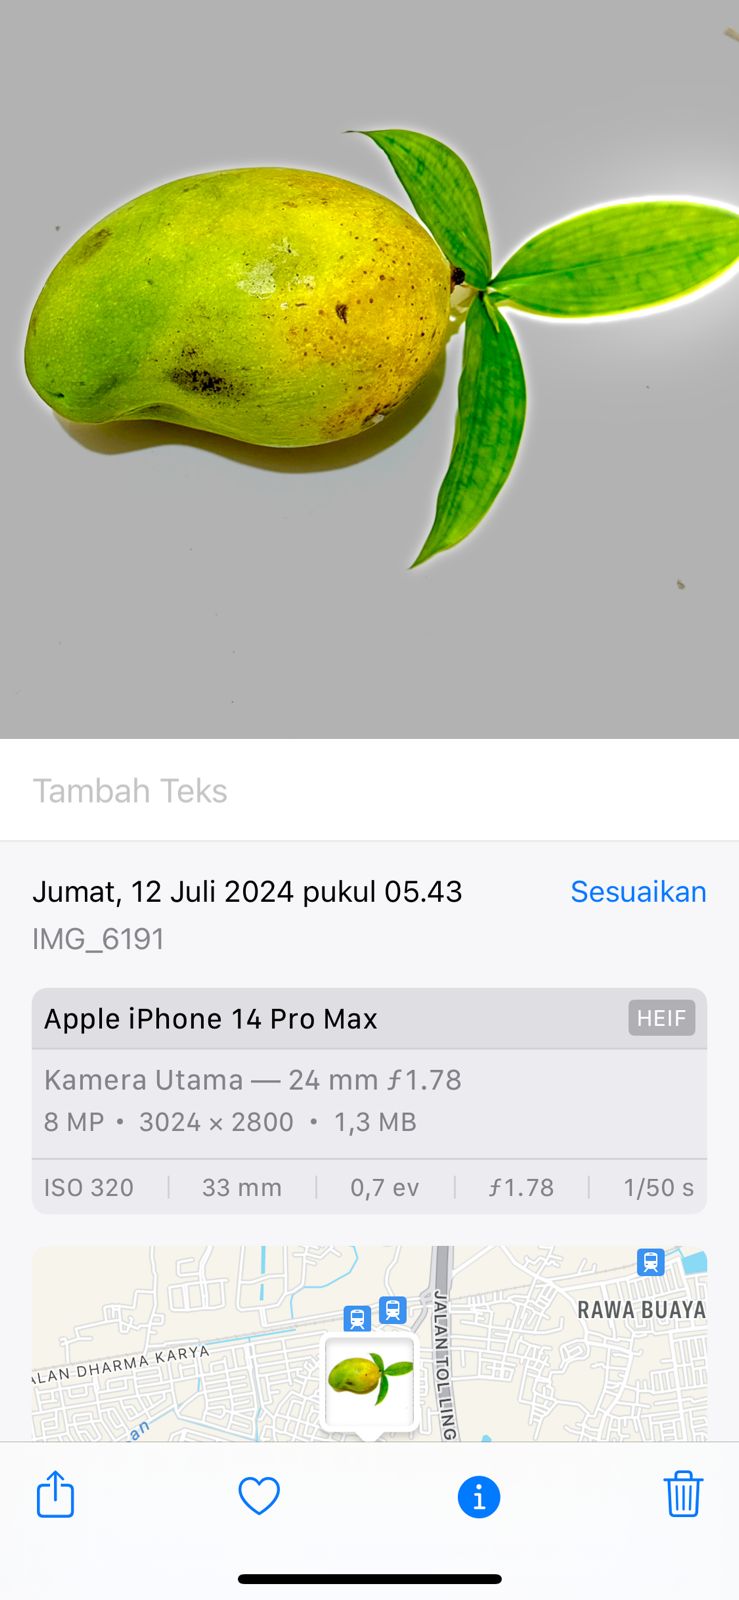 Tambah Teks
Jumat, 12 Juli 2024 pukul 05.43
Sesuaikan
IMG_6191
Apple iPhone 14 Pro Max
HEIF
Kamera Utama — 24 mm ƒ1.78
8 MP • 3024 × 2800 • 1,3 MB
ISO 320 | 33 mm | 0,7 ev | ƒ1.78 | 1/50 s
RAWA BUAYA
JALAN TOL LING
ALAN DHARMA KARYA
an